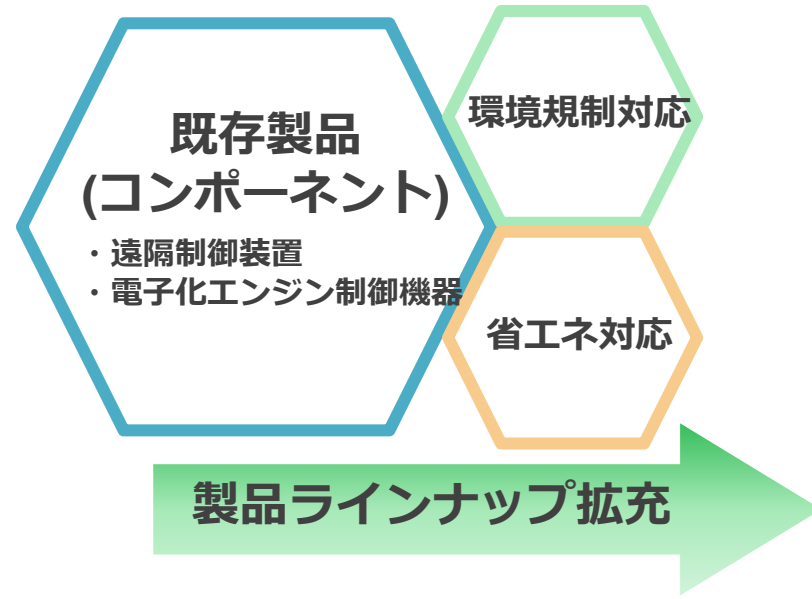 既存製品
(コンポーネント)
・遠隔制御装置
・電子化エンジン制御機器
環境規制対応
省エネ対応
製品ラインナップ拡充